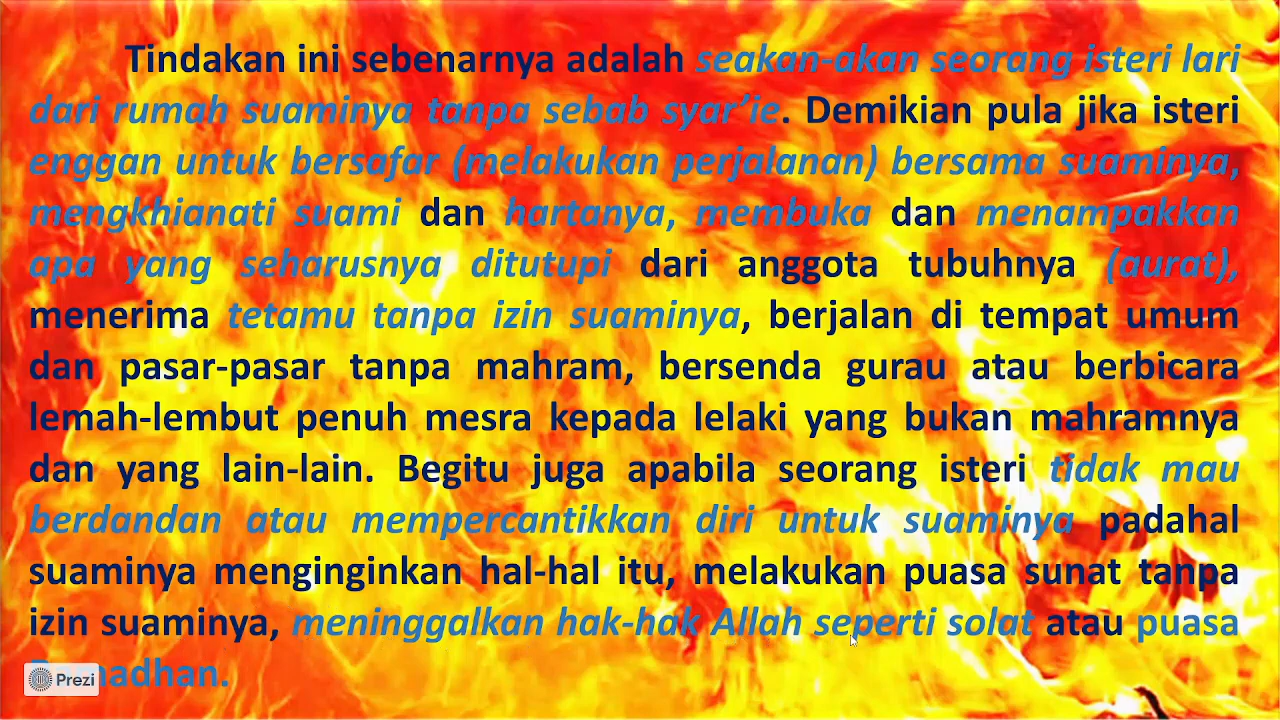 Tindakan ini sebenarnya adalah seakan-akan seorang isteri lari
dari rumah suaminya tanpa sebab syar’ie. Demikian pula jika isteri
enggan untuk bersafar (melakukan perjalanan) bersama suaminya,
mengkhianati suami dan hartanya, membuka dan menampakkan
apa yang seharusnya ditutupi dari anggota tubuhnya (aurat),
menerima tetamu tanpa izin suaminya, berjalan di tempat umum
dan pasar-pasar tanpa mahram, bersenda gurau atau berbicara
lemah-lembut penuh mesra kepada lelaki yang bukan mahramnya
dan yang lain-lain. Begitu juga apabila seorang isteri tidak mau
berdandan atau mempercantikkan diri untuk suaminya padahal
suaminya menginginkan hal-hal itu, melakukan puasa sunat tanpa
izin suaminya, meninggalkan hak-hak Allah seperti solat atau puasa
Prezi